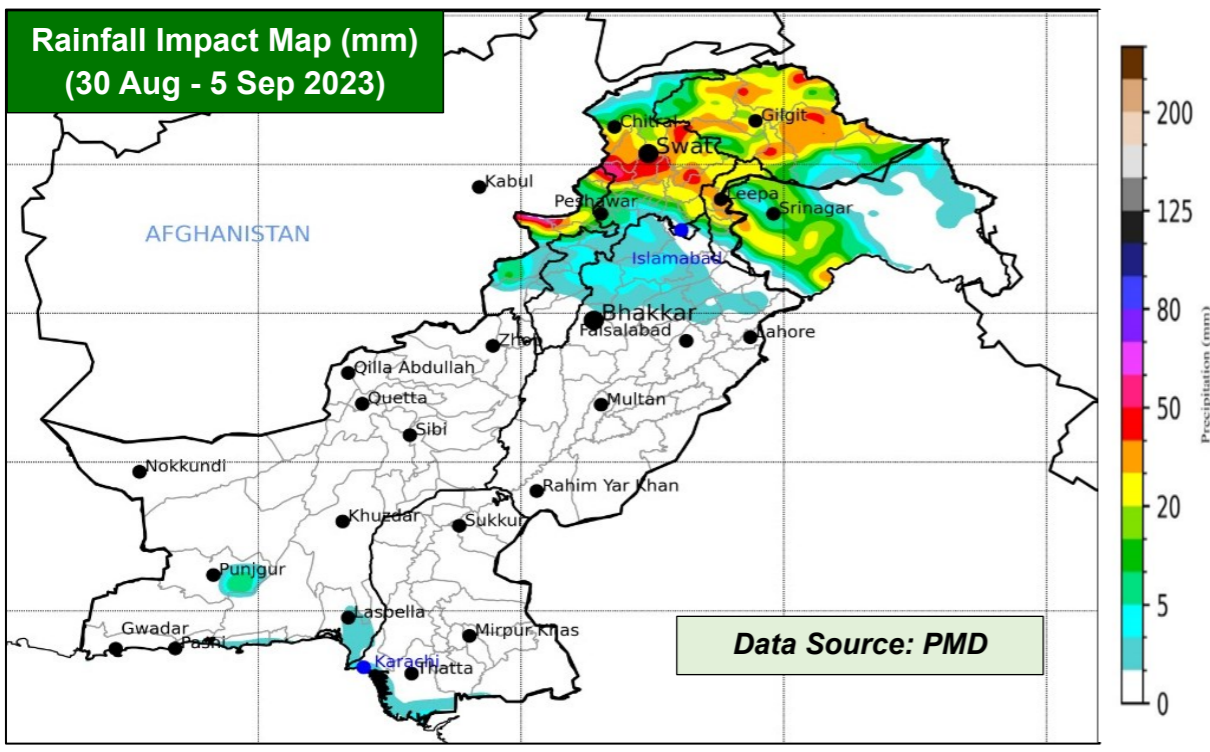 Rainfall Impact Map (mm)
(30 Aug - 5 Sep 2023)
Chitral
Gilgit
Swat
Kabul
Leepa
Peshawar
Srinagar
AFGHANISTAN
Islamabad
Bhakkar
Faisalabad
Lahore
Zhob
Qilla Abdullah
Quetta
Multan
Sibi
Nokkundi
Rahim Yar Khan
Khuzdar
Sukkur
Punjgur
Lasbella
Gwadar
Pasni
Mirpur Khas
Karachi
Thatta
Data Source: PMD
200
125
80
50
20
5
0
Precipitation (mm)